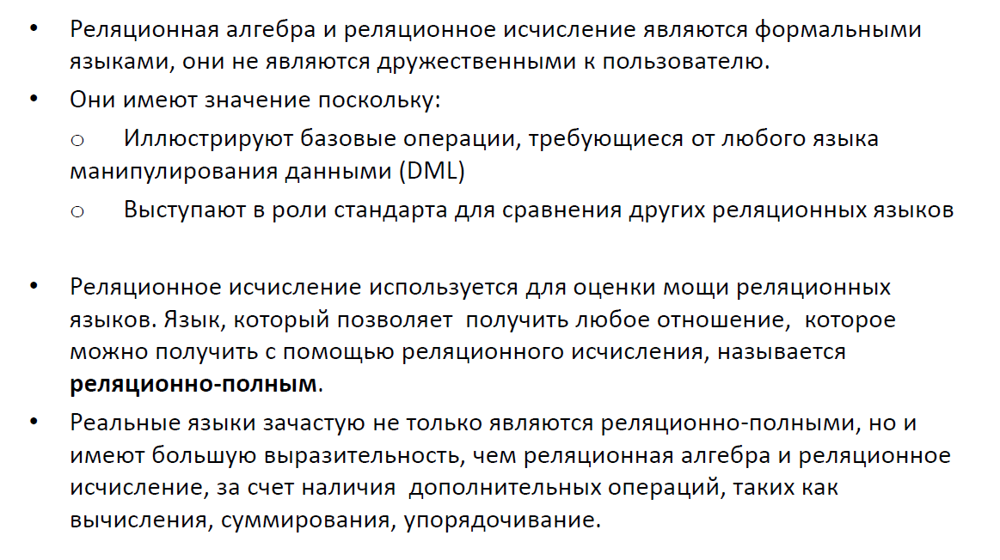 • Реляционная алгебра и реляционное исчисление являются формальными
языками, они не являются дружественными к пользователю.
• Они имеют значение поскольку:
o Иллюстрируют базовые операции, требующиеся от любого языка
манипулирования данными (DML)
o Выступают в роли стандарта для сравнения других реляционных языков
• Реляционное исчисление используется для оценки мощи реляционных
языков. Язык, который позволяет получить любое отношение, которое
можно получить с помощью реляционного исчисления, называется
реляционно-полным.
• Реальные языки зачастую не только являются реляционно-полными, но и
имеют большую выразительность, чем реляционная алгебра и реляционное
исчисление, за счет наличия дополнительных операций, таких как
вычисления, суммирования, упорядочивание.